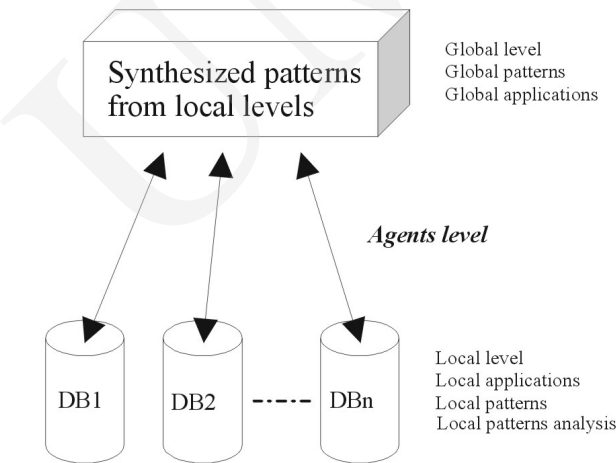 Synthesized patterns
from local levels
Global level
Global patterns
Global applications
Agents level
DB1
DB2
DBn
Local level
Local applications
Local patterns
Local patterns analysis